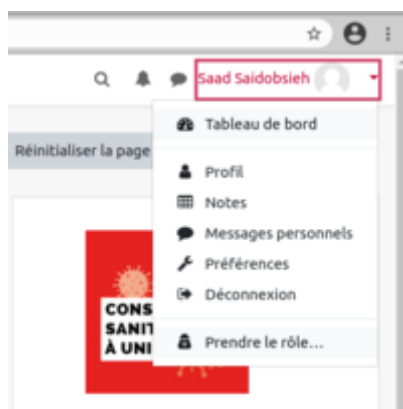 Saad Saidobsieh
Tableau de bord
Réinitialiser la page
Profil
Notes
Messages personnels
Préférences
Déconnexion
CONS
SANIT
À UNI
Prendre le rôle...